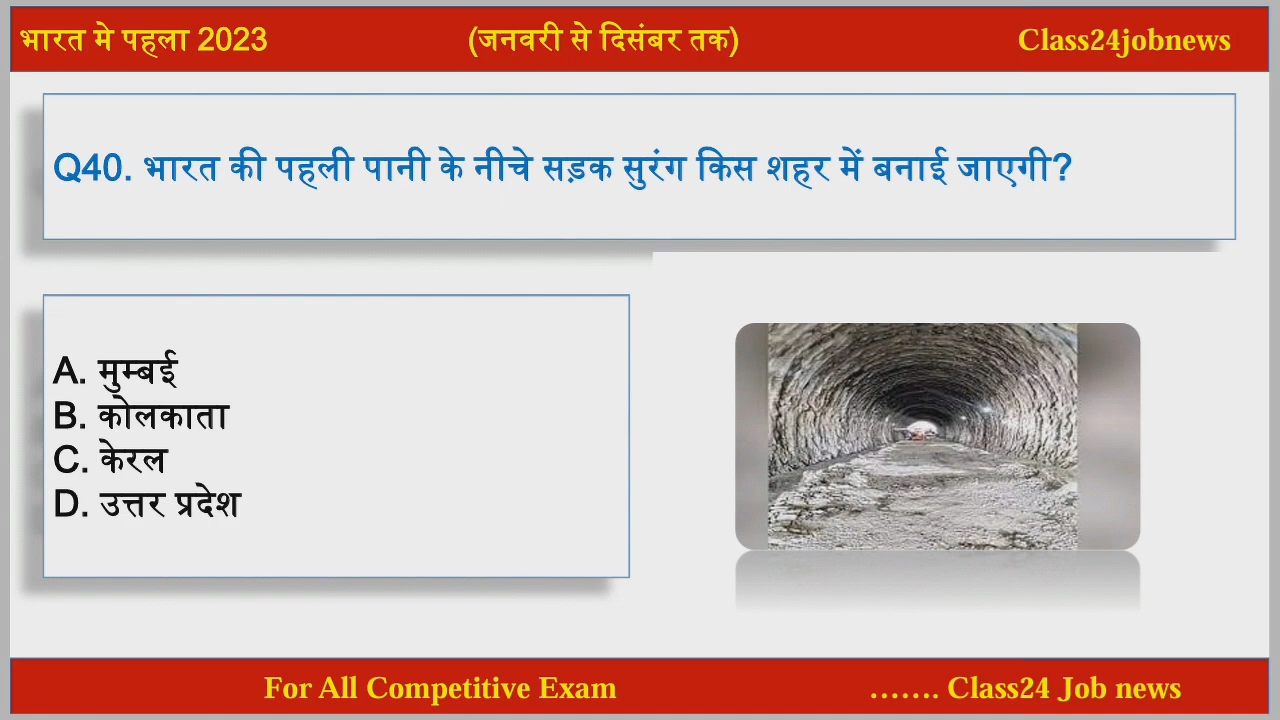 भारत मे पहला 2023 (जनवरी से दिसंबर तक) Class24jobnews
Q40. भारत की पहली पानी के नीचे सड़क सुरंग किस शहर में बनाई जाएगी?
A. मुम्बई
B. कोलकाता
C. केरल
D. उत्तर प्रदेश
For All Competitive Exam ....... Class24 Job news